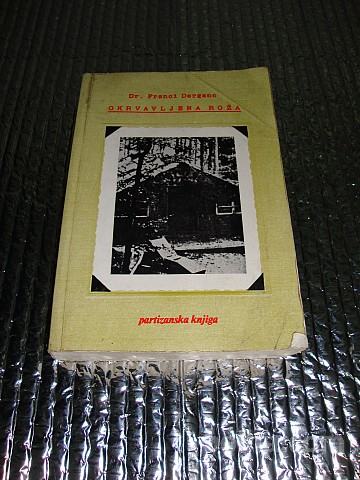 Dr. Franci Derganc
OKRVAVLJENA ROŽA
partizanska knjiga